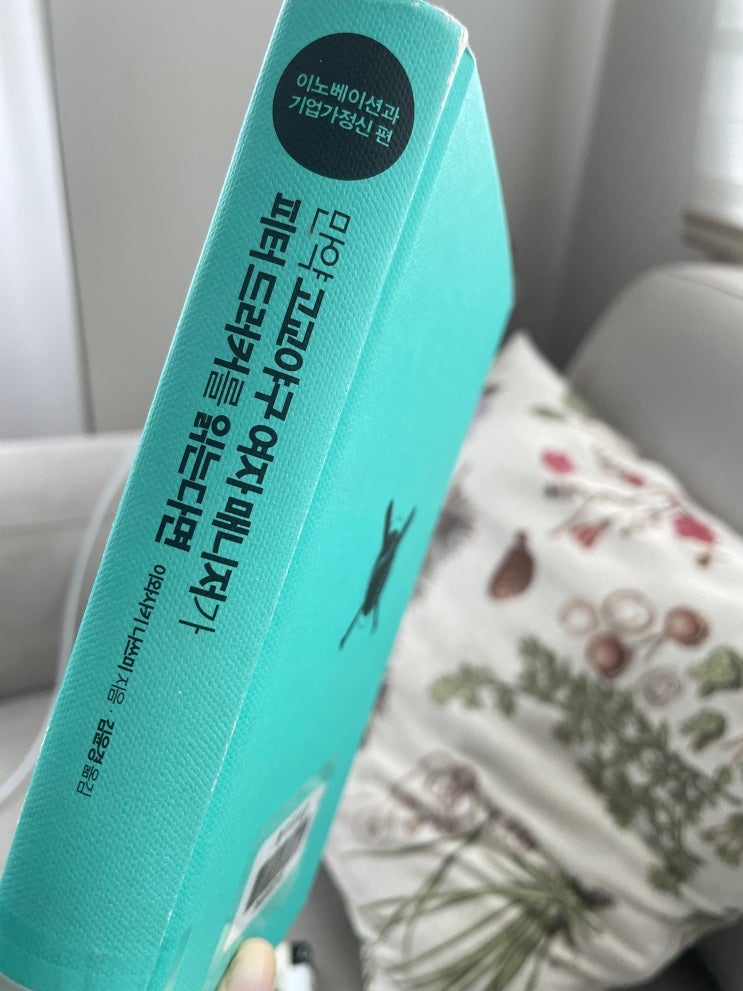 이노베이션과
기업가정신 편
만약 고교야구 여자 매니저가
피터 드러커를 읽는다면
이와사키 나쓰미 지음 · 김윤경 옮김